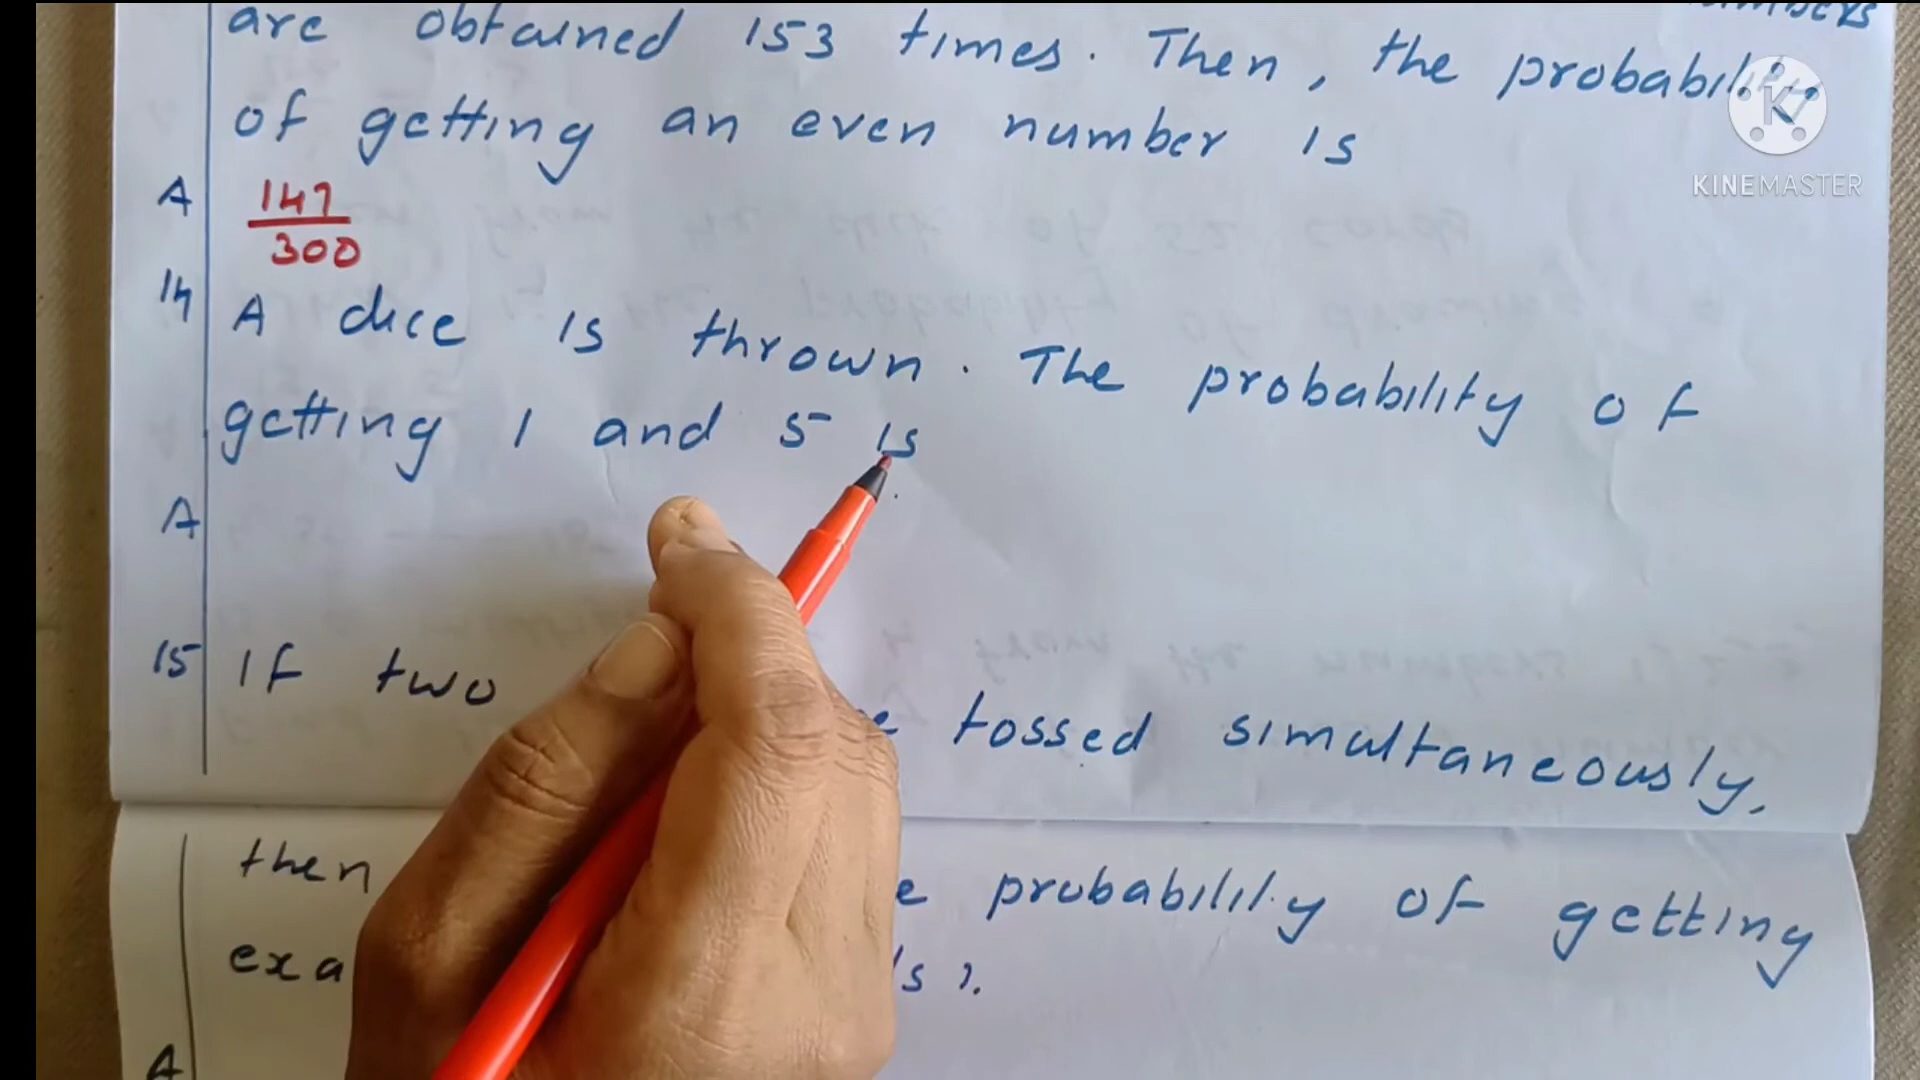 are obtained 153 times. Then, the probability
of getting an even number is
KINEMASTER
A 147
300
14 A dice is thrown. The probability of
getting 1 and 5 is
A
15 If two tossed simultaneously,
then probability of getting
A